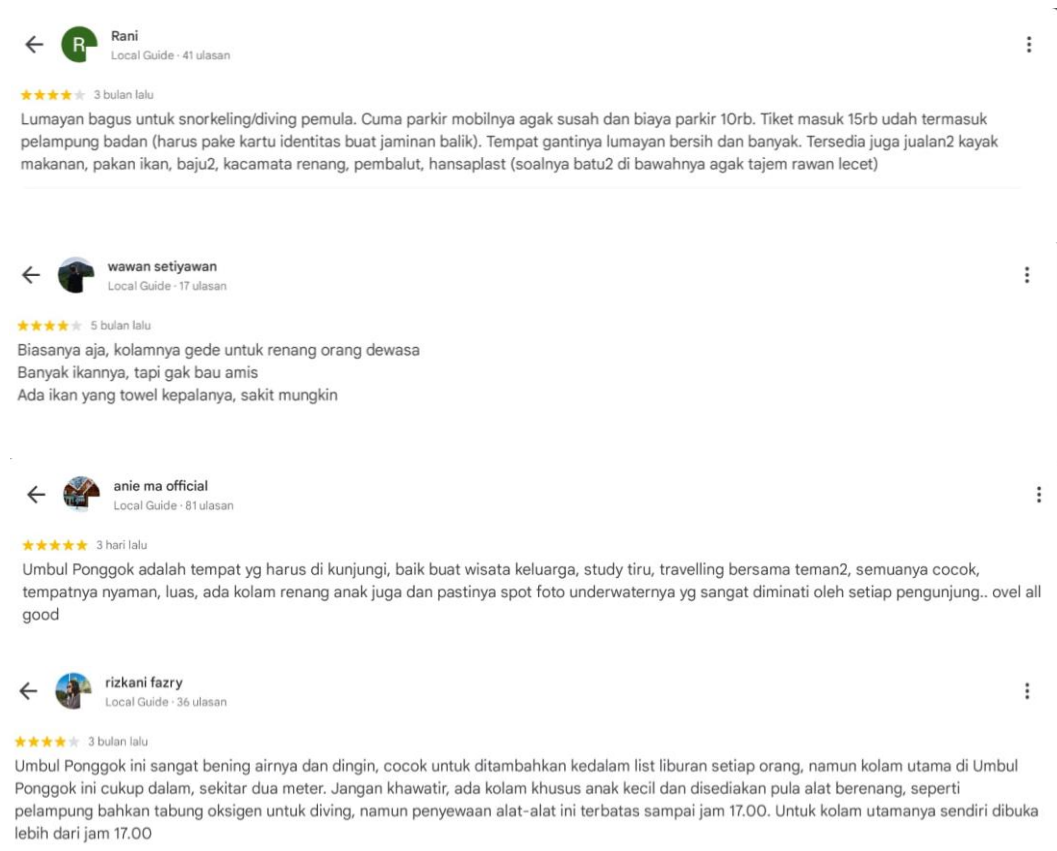 Rani
Local Guide · 41 ulasan
3 bulan lalu
Lumayan bagus untuk snorkeling/diving pemula. Cuma parkir mobilnya agak susah dan biaya parkir 10rb. Tiket masuk 15rb udah termasuk
pelampung badan (harus pake kartu identitas buat jaminan balik). Tempat gantinya lumayan bersih dan banyak. Tersedia juga jualan2 kayak
makanan, pakan ikan, baju2, kacamata renang, pembalut, hansaplast (soalnya batu2 di bawahnya agak tajem rawan lecet)
wawan setiyawan
Local Guide · 17 ulasan
5 bulan lalu
Biasanya aja, kolamnya gede untuk renang orang dewasa
Banyak ikannya, tapi gak bau amis
Ada ikan yang towel kepalanya, sakit mungkin
anie ma official
Local Guide · 81 ulasan
3 hari lalu
Umbul Ponggok adalah tempat yg harus di kunjungi, baik buat wisata keluarga, study tiru, travelling bersama teman2, semuanya cocok,
tempatnya nyaman, luas, ada kolam renang anak juga dan pastinya spot foto underwaternya yg sangat diminati oleh setiap pengunjung.. ovel all
good
rizkani fazry
Local Guide · 36 ulasan
3 bulan lalu
Umbul Ponggok ini sangat bening airnya dan dingin, cocok untuk ditambahkan kedalam list liburan setiap orang, namun kolam utama di Umbul
Ponggok ini cukup dalam, sekitar dua meter. Jangan khawatir, ada kolam khusus anak kecil dan disediakan pula alat berenang, seperti
pelampung bahkan tabung oksigen untuk diving, namun penyewaan alat-alat ini terbatas sampai jam 17.00. Untuk kolam utamanya sendiri dibuka
lebih dari jam 17.00